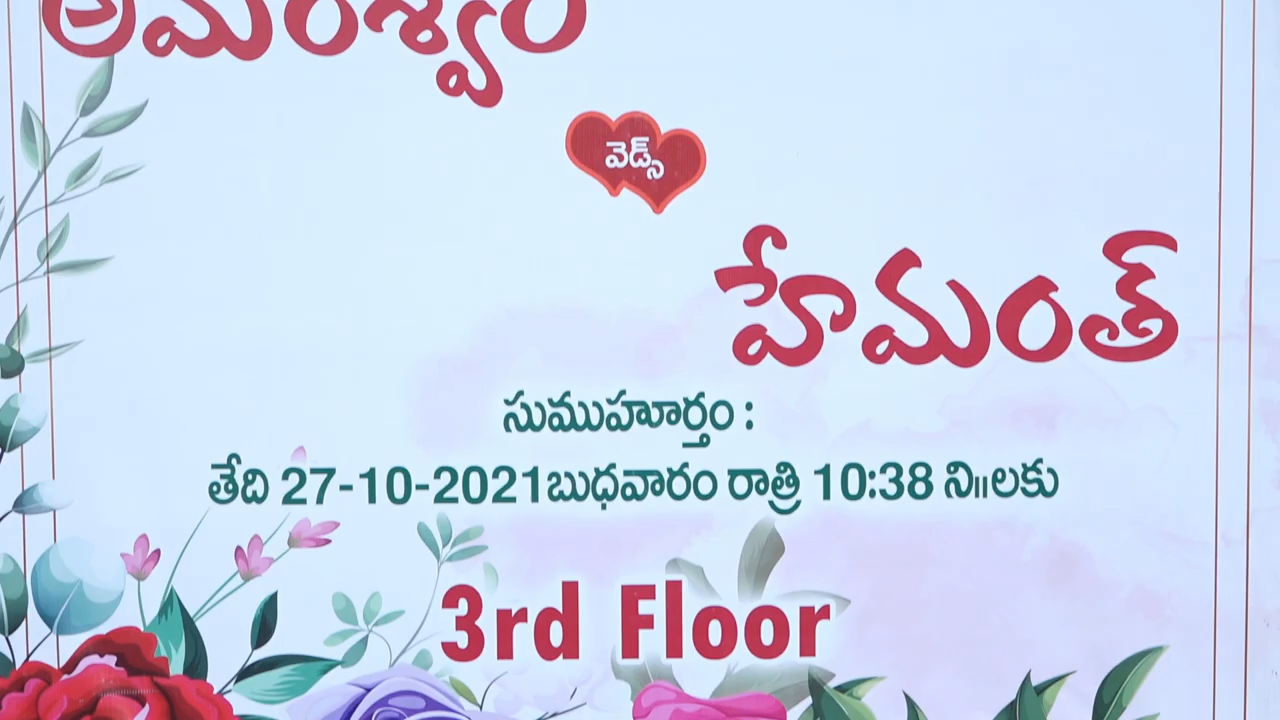 వెడ్స్
హేమంత్
సుముహూర్తం :
తేది 27-10-2021బుధవారం రాత్రి 10:38 ని॥లకు
3rd Floor